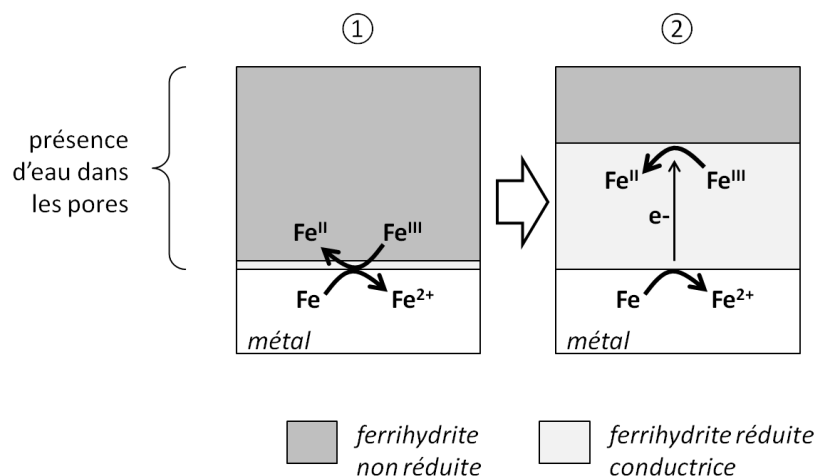 ①
②
présence
d'eau dans
les pores
Fe^II
Fe^III
Fe
Fe^2+
métal
Fe^II
Fe^III
e-
Fe
Fe^2+
métal
ferrihydrite
non réduite
ferrihydrite réduite
conductrice